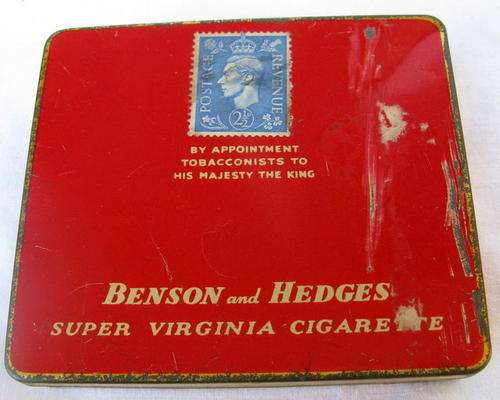 POSTAGE REVENUE
2½D
BY APPOINTMENT
TOBACCONISTS TO
HIS MAJESTY THE KING
BENSON and HEDGES
SUPER VIRGINIA CIGARETTE